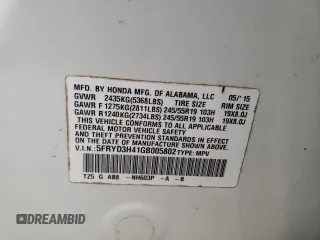 MFD. BY HONDA MFG. OF ALABAMA, LLC 05/'15
GVWR 2435KG(5368LBS) TIRE SIZE RIM SIZE
GAWR F 1275KG(2811LBS) 245/55R19 103H 19X8.0J
GAWR R 1240KG(2734LBS) 245/55R19 103H 19X8.0J
THIS VEHICLE CONFORMS TO ALL APPLICABLE
FEDERAL MOTOR VEHICLE SAFETY AND
THEFT PREVENTION STANDARDS IN EFFECT ON
THE DATE OF MANUFACTURE SHOWN ABOVE.
V.I.N.:5FRYD3H41GB005802 TYPE: MPV
TZ5 G A88 -NH603P -A -B
DEALERSHIP.COM